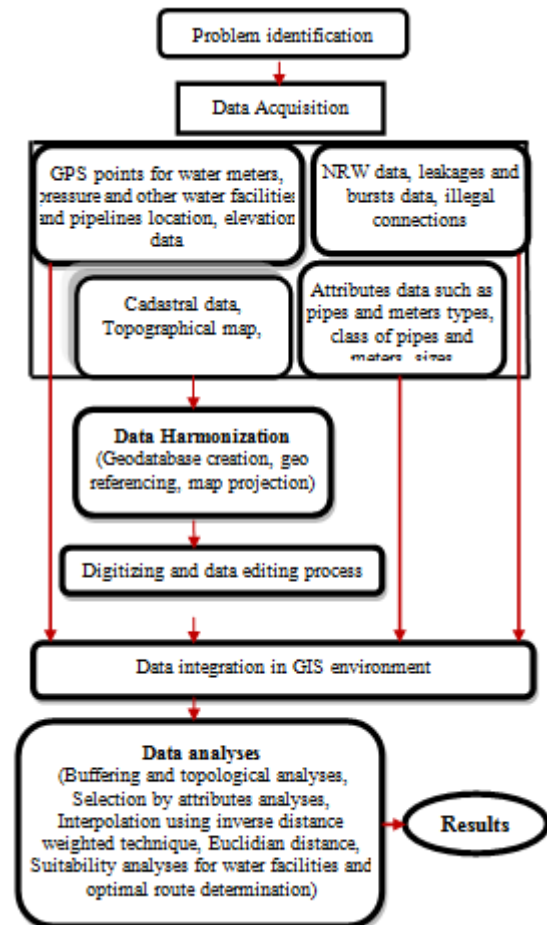 Problem identification
Data Acquisition
GPS points for water meters,
pressure and other water facilities
and pipelines location, elevation
data
NRW data, leakages and
bursts data, illegal
connections
Cadastral data,
Topographical map,
Attributes data such as
pipes and meters types,
class of pipes and
meters, sizes
Data Harmonization
(Geodatabase creation, geo
referencing, map projection)
Digitizing and data editing process
Data integration in GIS environment
Data analyses
(Buffering and topological analyses,
Selection by attributes analyses,
Interpolation using inverse distance
weighted technique, Euclidian distance,
Suitability analyses for water facilities and
optimal route determination)
Results